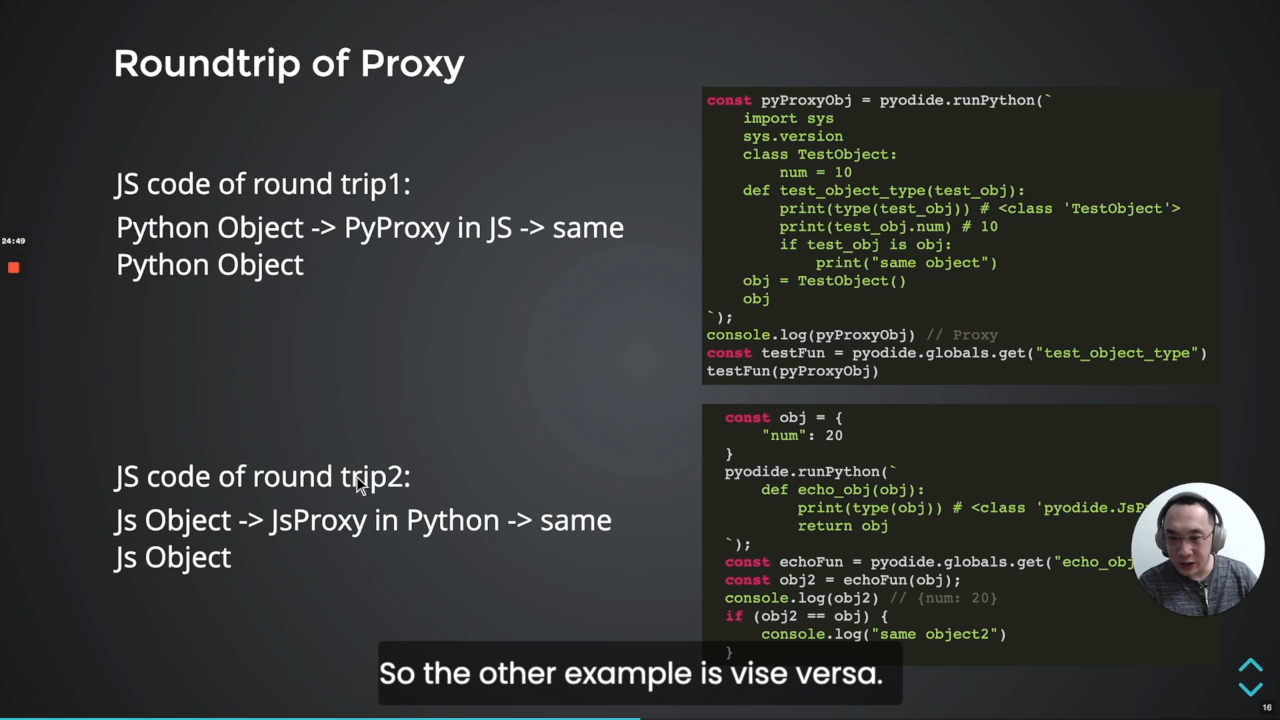 Roundtrip of Proxy
JS code of round trip1:
Python Object -> PyProxy in JS -> same
Python Object
24:49
const pyProxyObj = pyodide.runPython(`
import sys
sys.version
class TestObject:
num = 10
def test_object_type(test_obj):
print(type(test_obj)) # <class 'TestObject'>
print(test_obj.num) # 10
if test_obj is obj:
print("same object")
obj = TestObject()
obj
`);
console.log(pyProxyObj) // Proxy
const testFun = pyodide.globals.get("test_object_type")
testFun(pyProxyObj)
JS code of round trip2:
Js Object -> JsProxy in Python -> same
Js Object
const obj = {
"num": 20
}
pyodide.runPython(`
def echo_obj(obj):
print(type(obj)) # <class 'pyodide.JsP
return obj
`);
const echoFun = pyodide.globals.get("echo_obj
const obj2 = echoFun(obj);
console.log(obj2) // {num: 20}
if (obj2 == obj) {
console.log("same object2")
}
So the other example is vise versa.
16